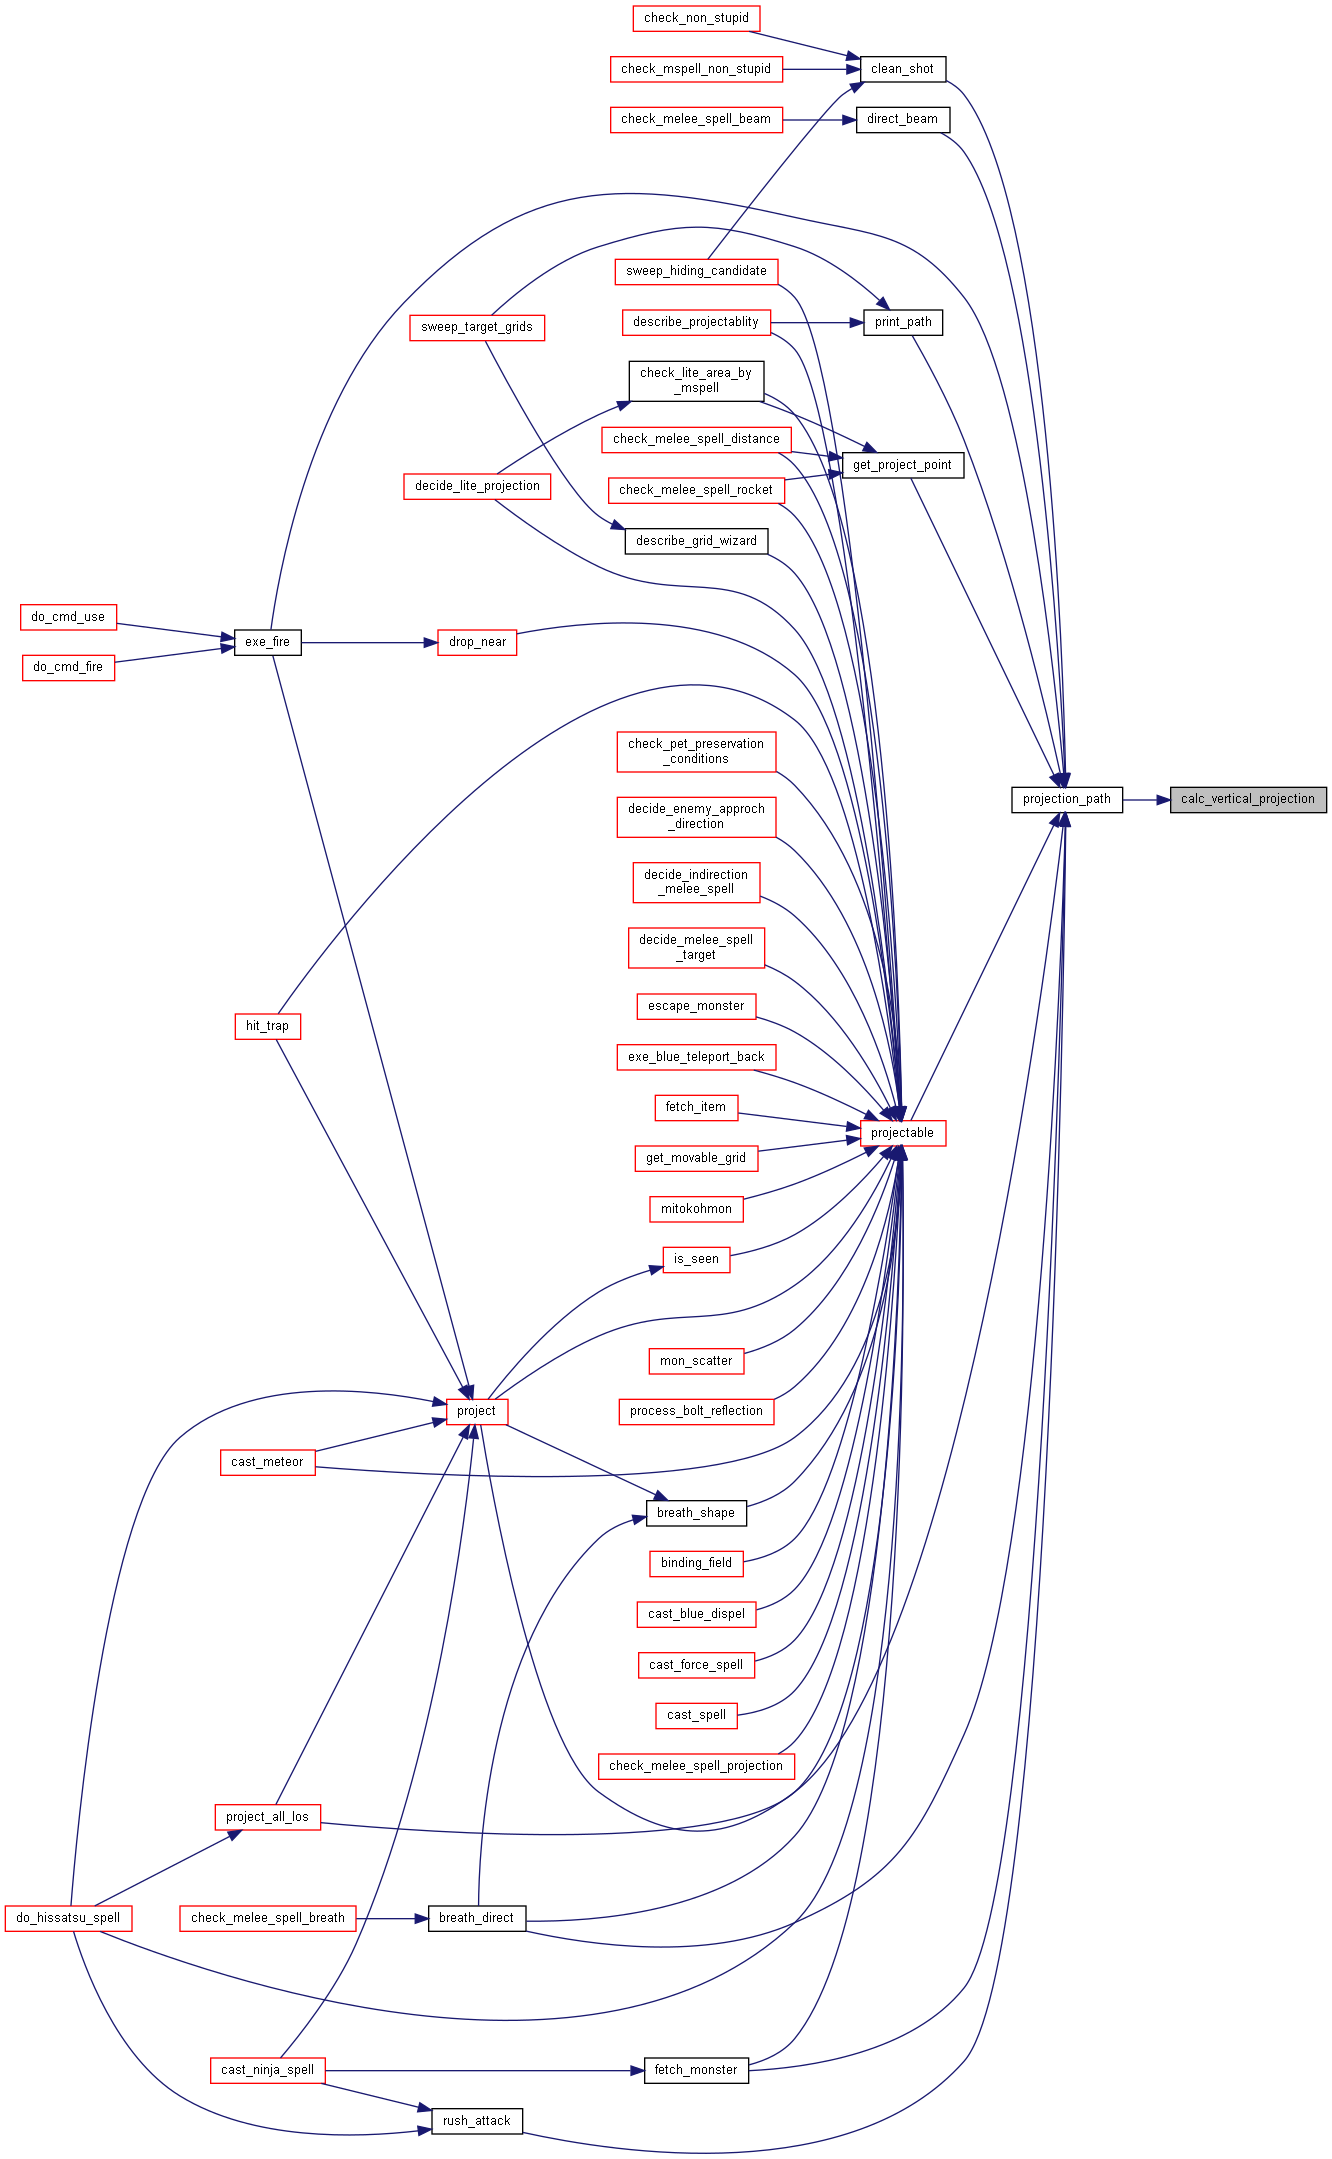 check_non_stupid
clean_shot
check_mspell_non_stupid
check_melee_spell_beam
direct_beam
sweep_hiding_candidate
sweep_target_grids
describe_projectablity
print_path
check_lite_area_by
_mspell
check_melee_spell_distance
get_project_point
decide_lite_projection
check_melee_spell_rocket
describe_grid_wizard
do_cmd_use
exe_fire
drop_near
do_cmd_fire
check_pet_preservation
_conditions
projection_path
calc_vertical_projection
decide_enemy_approch
_direction
decide_indirection
_melee_spell
decide_melee_spell
_target
escape_monster
hit_trap
exe_blue_teleport_back
fetch_item
projectable
get_movable_grid
mitokohmon
is_seen
mon_scatter
project
process_bolt_reflection
cast_meteor
breath_shape
binding_field
cast_blue_dispel
cast_force_spell
cast_spell
check_melee_spell_projection
project_all_los
do_hissatsu_spell
check_melee_spell_breath
breath_direct
cast_ninja_spell
fetch_monster
rush_attack